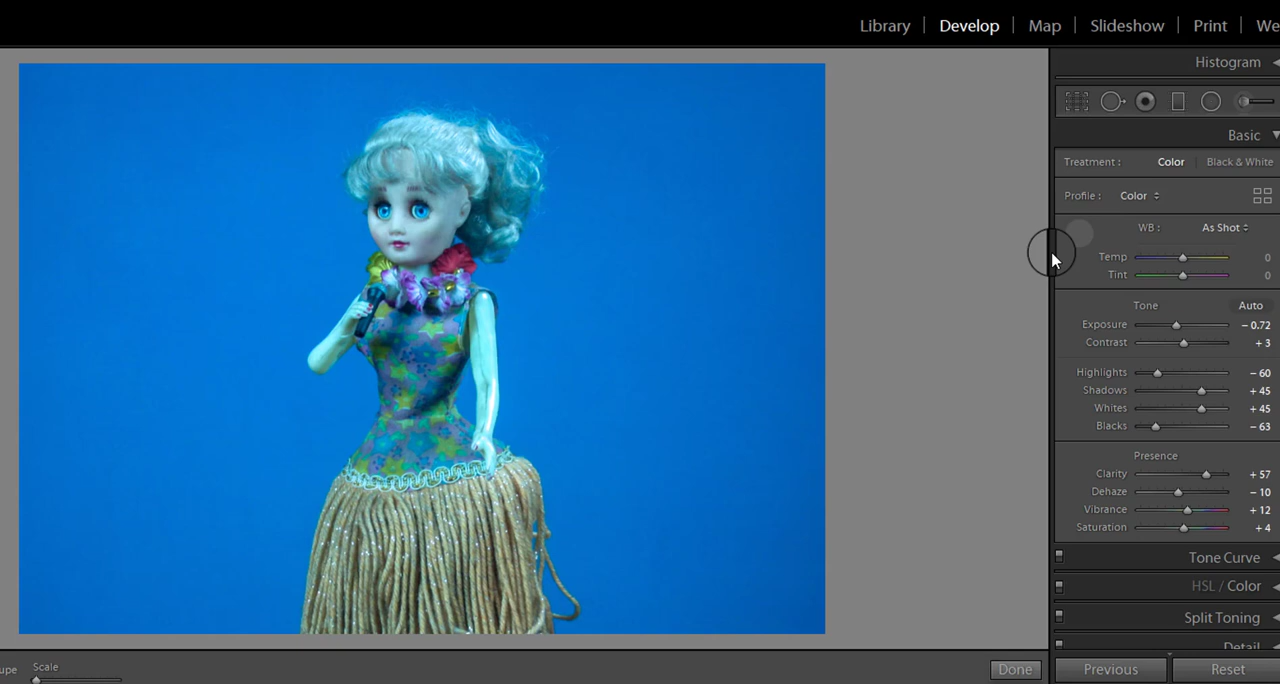 Library | Develop | Map | Slideshow | Print | We
Histogram
Basic
Treatment : Color | Black & White
Profile : Color
WB : As Shot
Temp 0
Tint 0
Tone Auto
Exposure − 0.72
Contrast + 3
Highlights − 60
Shadows + 45
Whites + 45
Blacks − 63
Presence
Clarity + 57
Dehaze − 10
Vibrance + 12
Saturation + 4
Tone Curve
HSL / Color
Split Toning
Detail
upe Scale Done Previous Reset